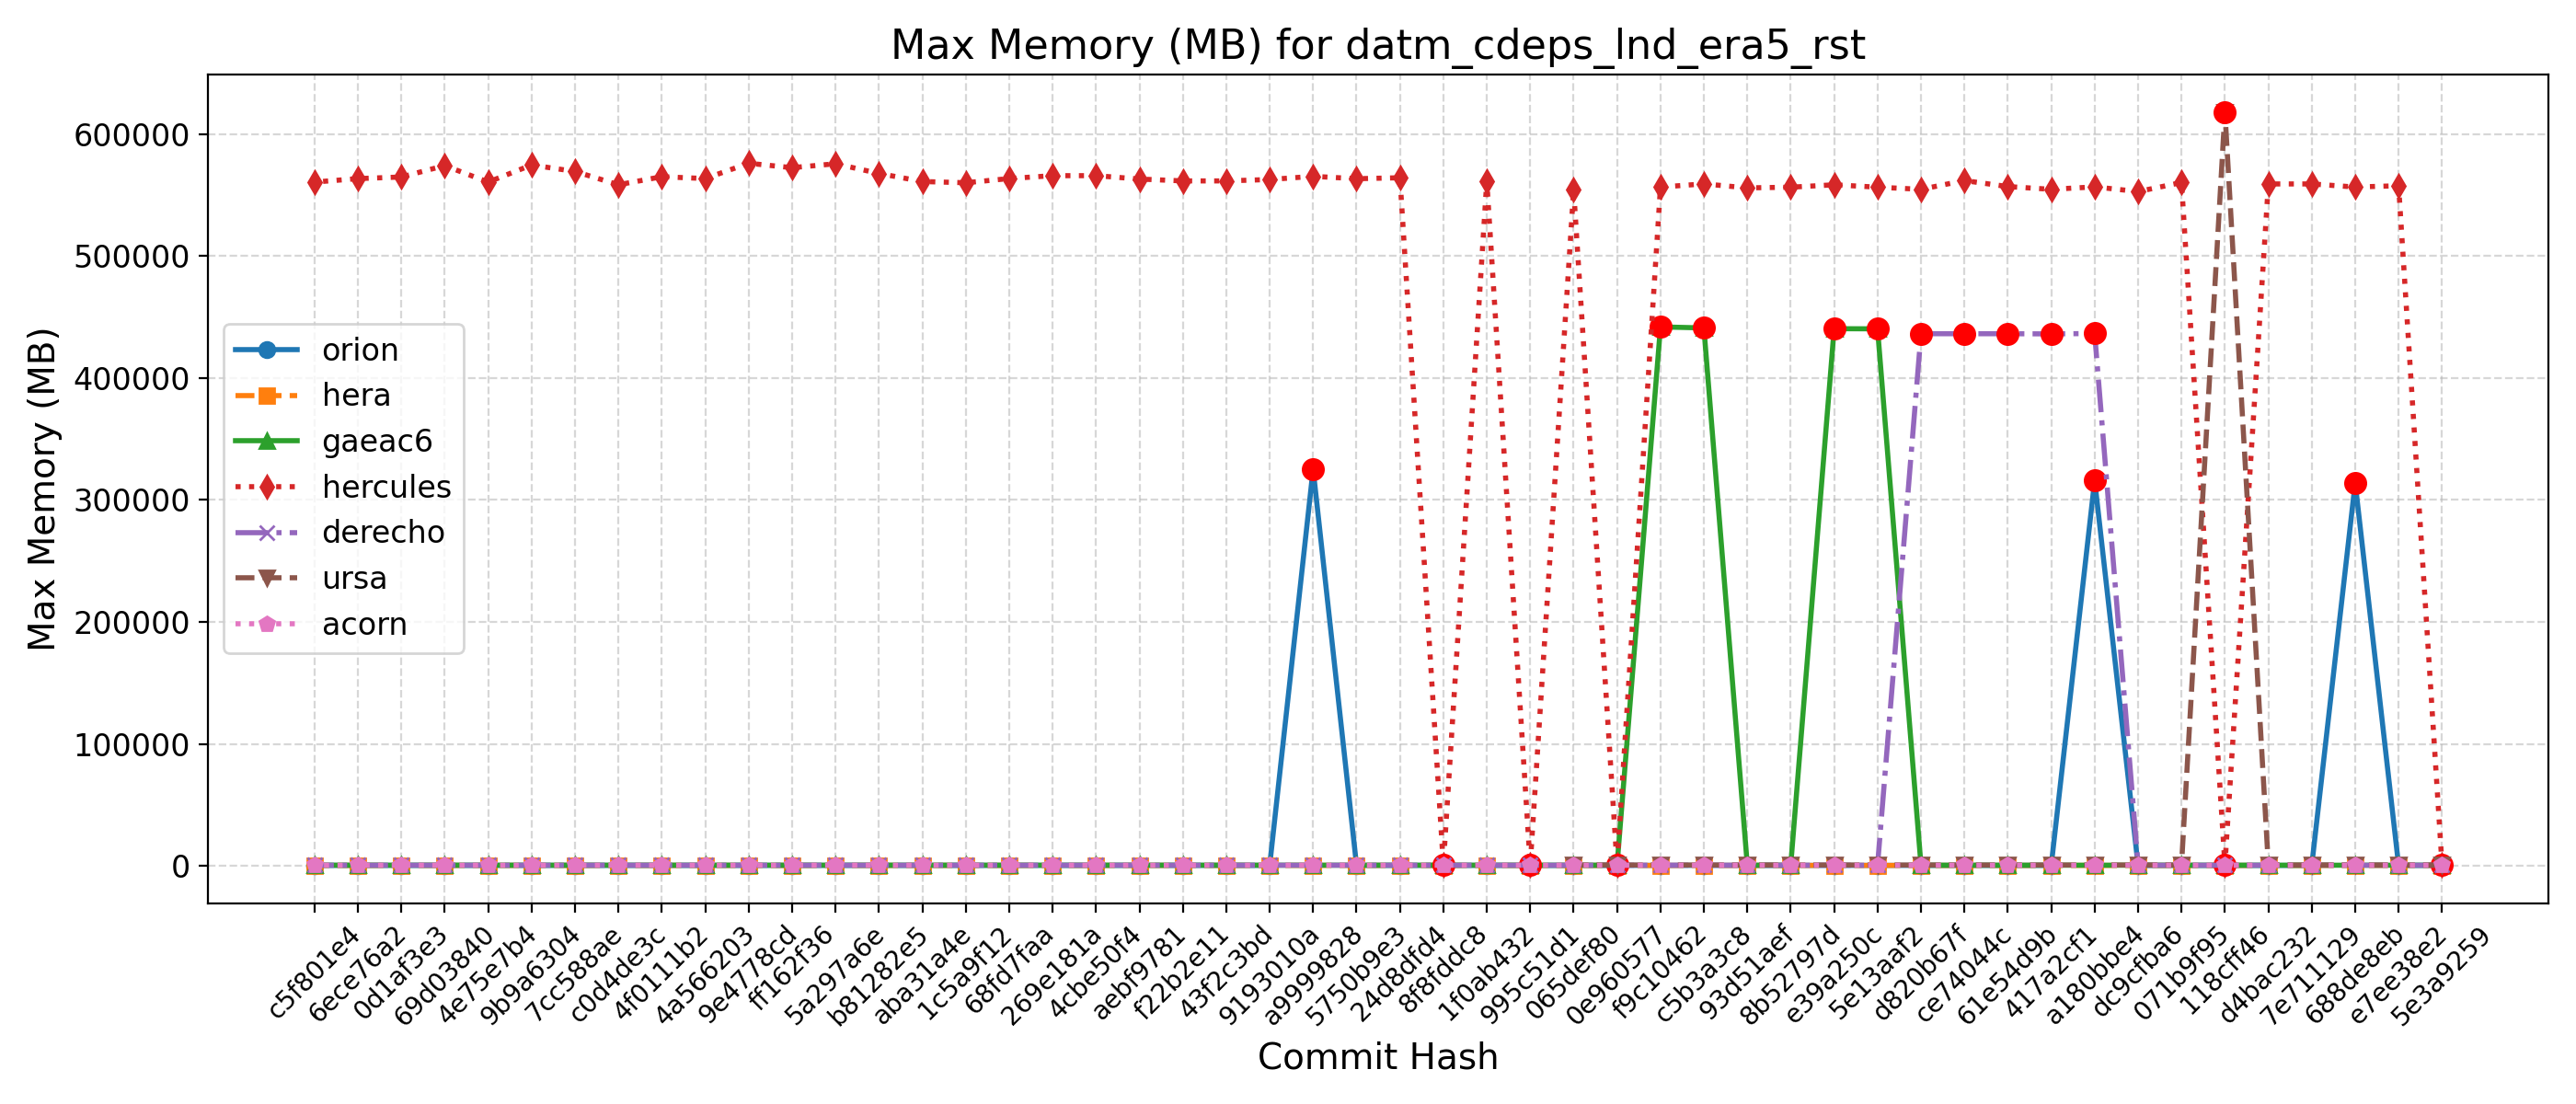 Max Memory (MB) for datm_cdeps_lnd_era5_rst
Max Memory (MB)
600000
500000
400000
300000
200000
100000
0
orion
hera
gaeac6
hercules
derecho
ursa
acorn
c5f801e4
6ece76a2
0d1af3e3
69d03840
4e75e7b4
9b9a6304
7cc588ae
c0d4de3c
4f0111b2
4a566203
9e4778cd
ff162f36
5a297a6e
b81282e5
aba31a4e
1c5a9f12
68fd7faa
269e181a
4cbe50f4
aebf9781
f22b2e11
43f2c3bd
9193010a
a9999828
5750b9e3
24d8dfd4
8f8fddc8
1f0ab432
995c51d1
065def80
0e960577
f9c10462
c5b3a3c8
93d51aef
8b52797d
e39a250c
5e13aaf2
d820b67f
ce74044c
61e54d9b
417a2cf1
a180bbe4
dc9cfba6
071b9f95
118cff46
d4bac232
7e711129
688de8eb
e7ee38e2
5e3a9259
Commit Hash